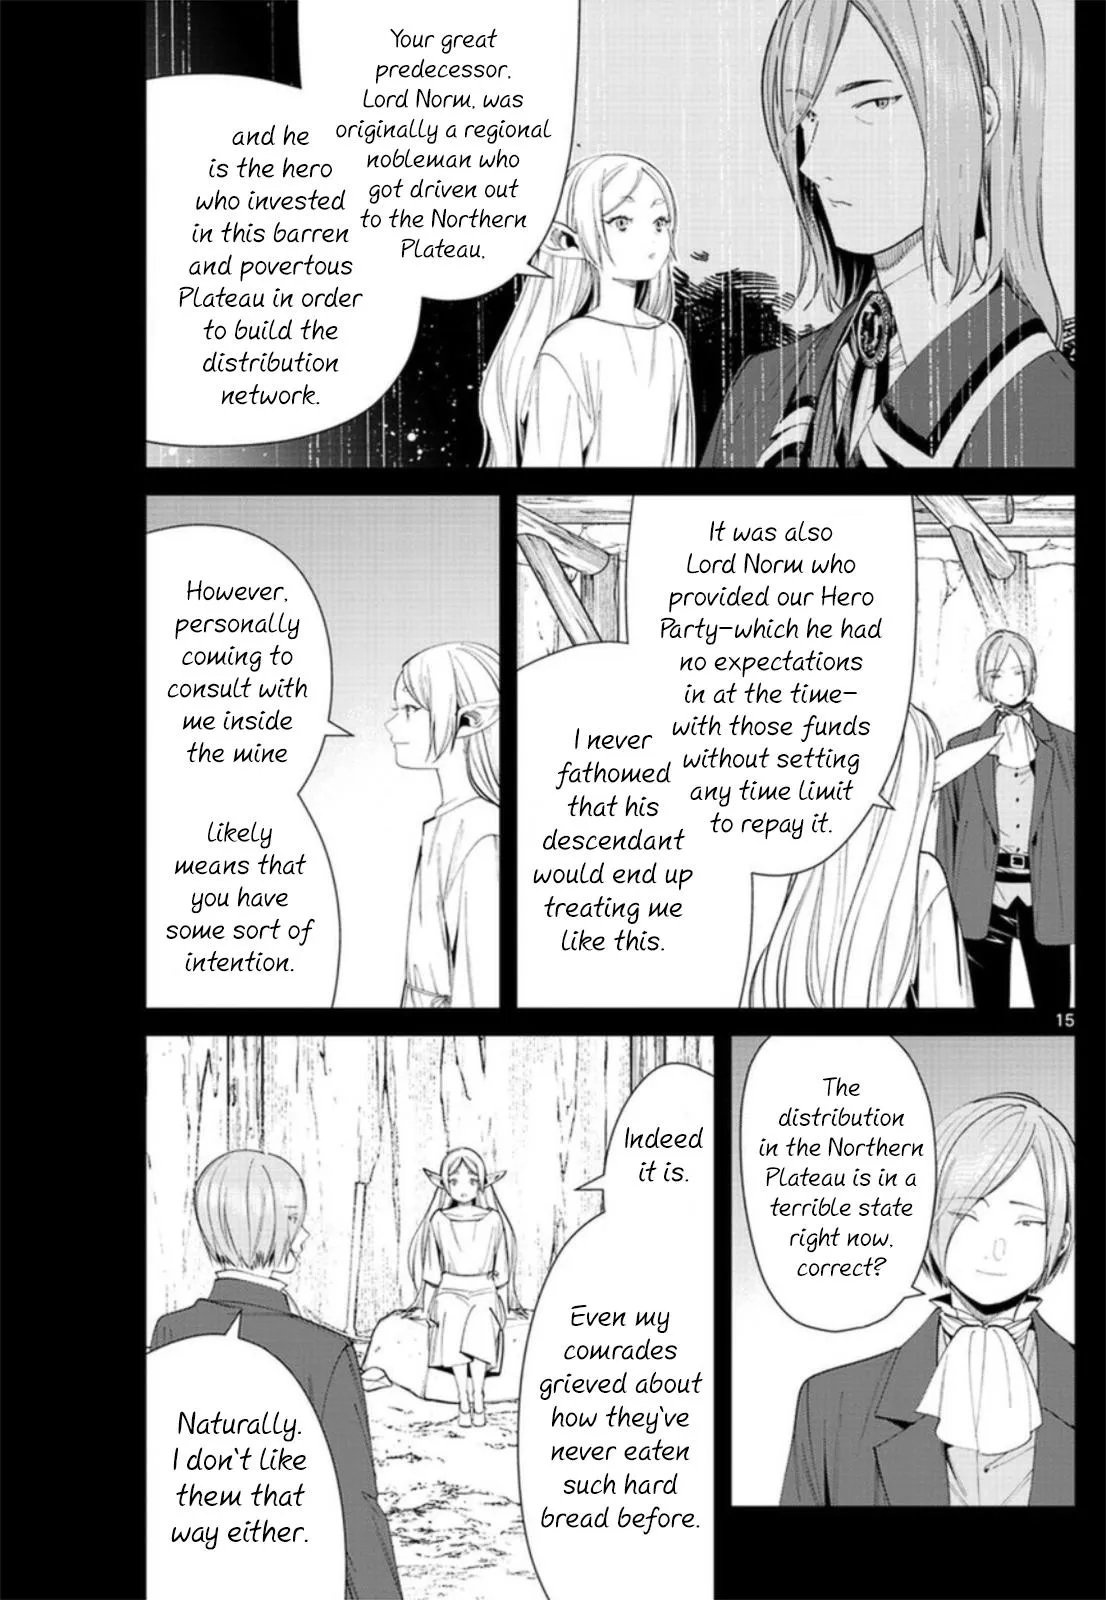 Your great
predecessor,
Lord Norm, was
originally a regional
nobleman who
got driven out
to the Northern
Plateau,
and he
is the hero
who invested
in this barren
and povertous
Plateau in order
to build the
distribution
network.
It was also
Lord Norm who
provided our Hero
Party—which he had
no expectations
in at the time—
with those funds
without setting
any time limit
to repay it.
I never
fathomed
that his
descendant
would end up
treating me
like this.
However,
personally
coming to
consult with
me inside
the mine
likely
means that
you have
some sort of
intention.
15
The
distribution
in the Northern
Plateau is in a
terrible state
right now,
correct?
Indeed
it is.
Even my
comrades
grieved about
how they've
never eaten
such hard
bread before.
Naturally.
I don't like
them that
way either.